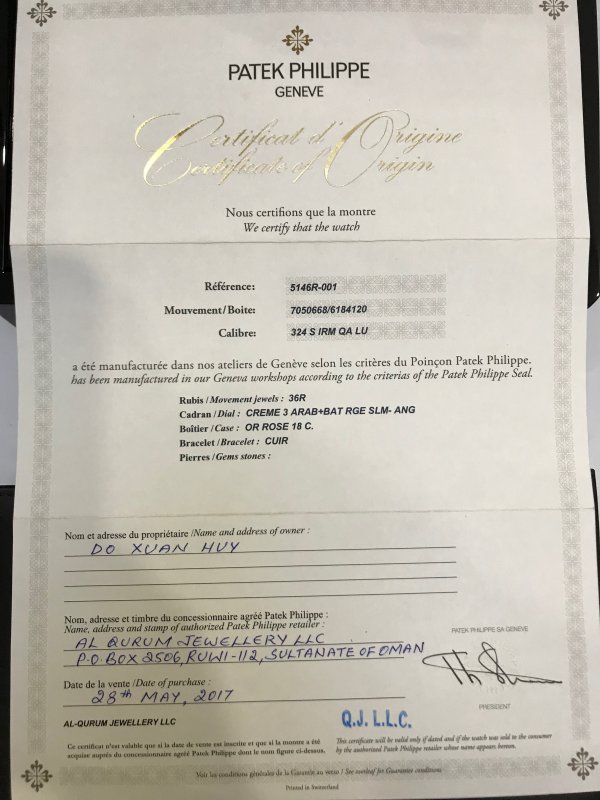 PATEK PHILIPPE
GENEVE
Certificat d'Origine
Certificate of Origin
Nous certifions que la montre
We certify that the watch
Référence: 5146R-001
Mouvement/Boite: 7050668/6184120
Calibre: 324 S IRM QA LU
a été manufacturée dans nos ateliers de Genève selon les critères du Poinçon Patek Philippe.
has been manufactured in our Geneva workshops according to the criterias of the Patek Philippe Seal.
Rubis/Movement jewels : 36R
Cadran/Dial : CREME 3 ARAB+BAT RGE SLM- ANG
Boîtier/Case : OR ROSE 18 C.
Bracelet/Bracelet : CUIR
Pierres/Gems stones :
Nom et adresse du propriétaire /Name and address of owner :
DO XUAN HUY
Nom, adresse et timbre du concessionnaire agréé Patek Philippe :
Name, address and stamp of authorized Patek Philippe retailer :
AL QURUM JEWELLERY LLC
P.O.BOX 2506, RUWI-112, SULTANATE OF OMAN
PATEK PHILIPPE SA GENEVE
Date de la vente /Date of purchase :
28th MAY, 2017
PRESIDENT
AL-QURUM JEWELLERY LLC
Q.J. L.L.C.
Ce certificat n'est valable que si la date de vente est inscrite et que si la montre a été
acquise auprès du concessionnaire agréé Patek Philippe dont le nom figure ci-dessus.
This certificate will be valid only if dated and if the watch was sold to the consumer
by the authorized Patek Philippe retailer whose name appears hereon.
Voir les conditions générales de la Garantie au verso / See overleaf for Guarantee conditions
Printed in Switzerland